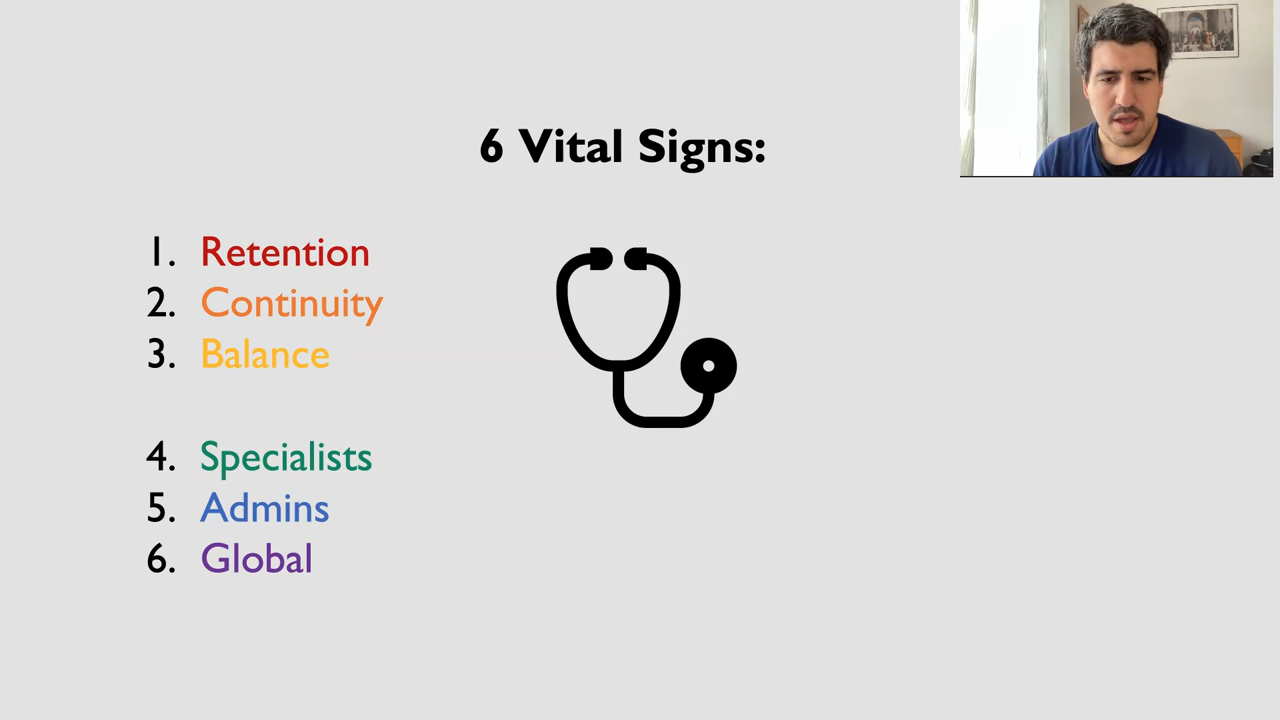 6 Vital Signs:
1. Retention
2. Continuity
3. Balance
4. Specialists
5. Admins
6. Global